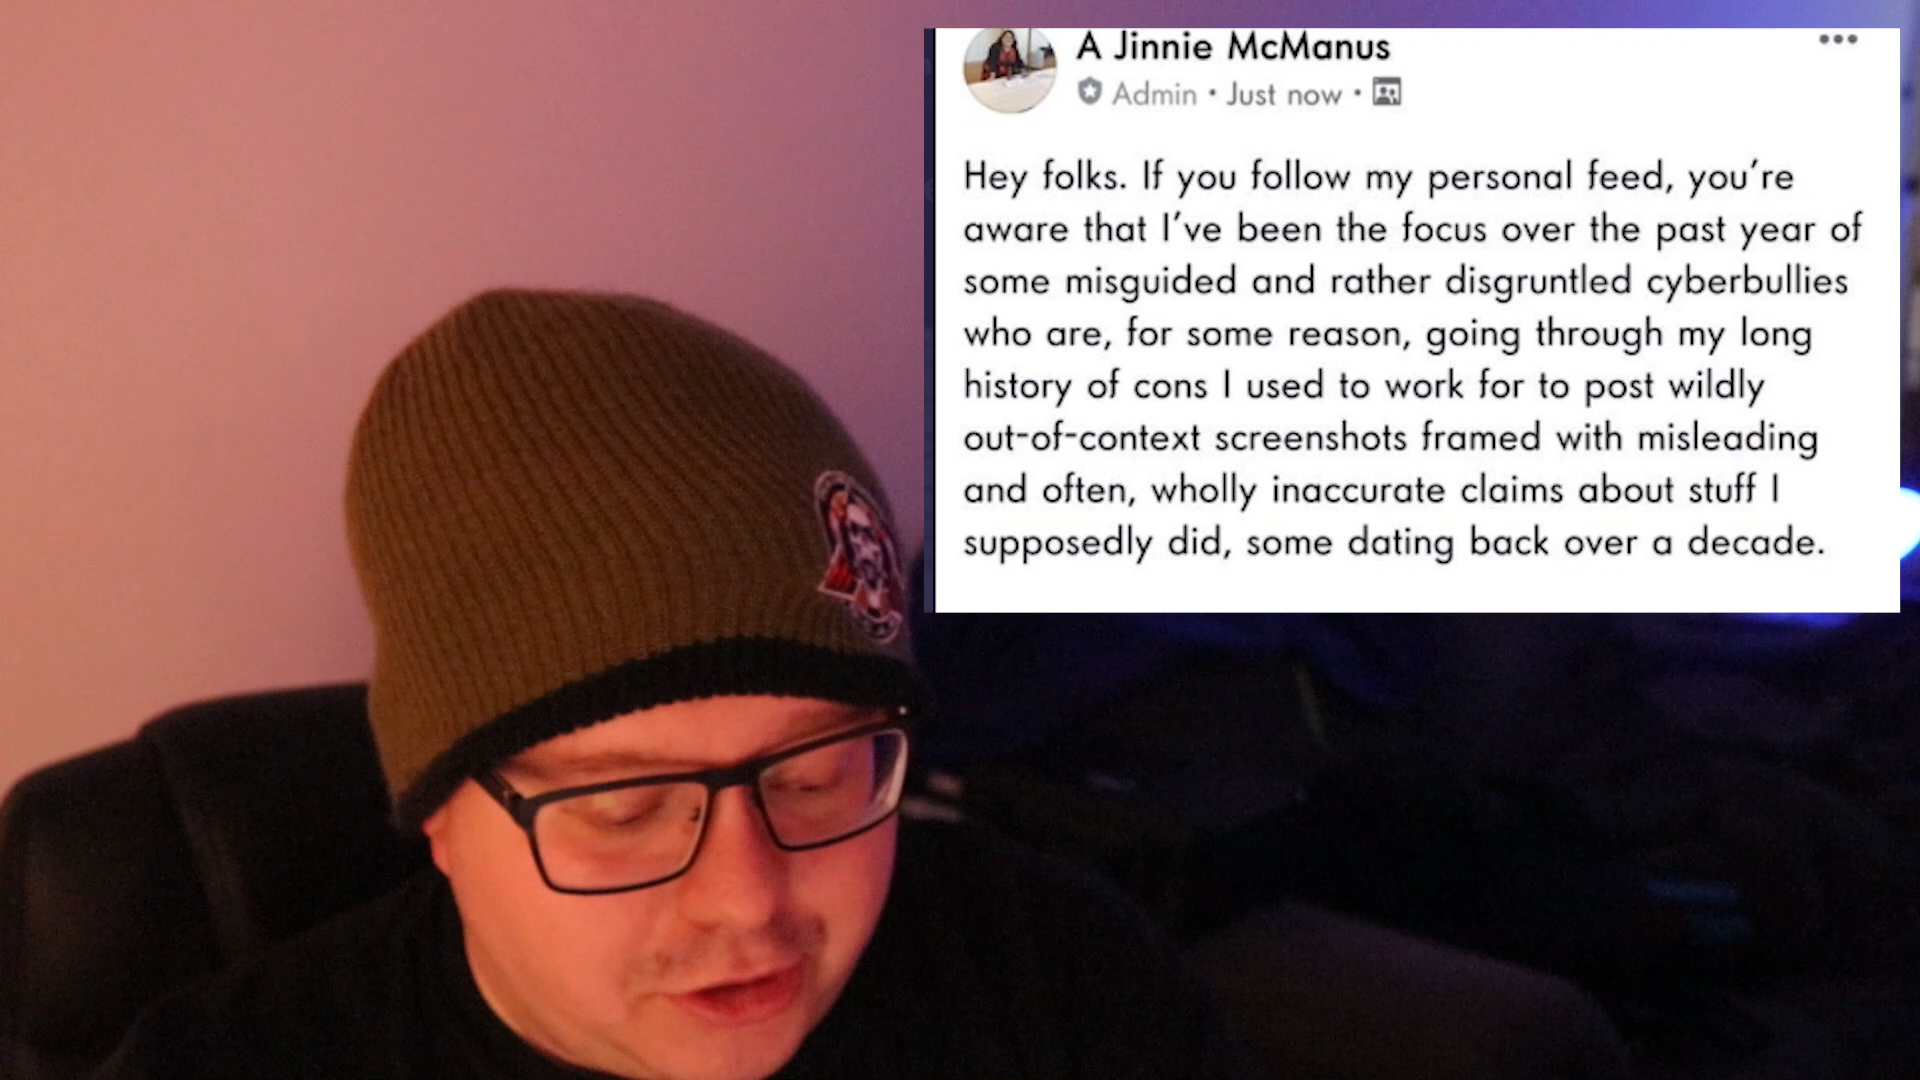 A Jinnie McManus
Admin • Just now •
Hey folks. If you follow my personal feed, you’re
aware that I’ve been the focus over the past year of
some misguided and rather disgruntled cyberbullies
who are, for some reason, going through my long
history of cons I used to work for to post wildly
out-of-context screenshots framed with misleading
and often, wholly inaccurate claims about stuff I
supposedly did, some dating back over a decade.